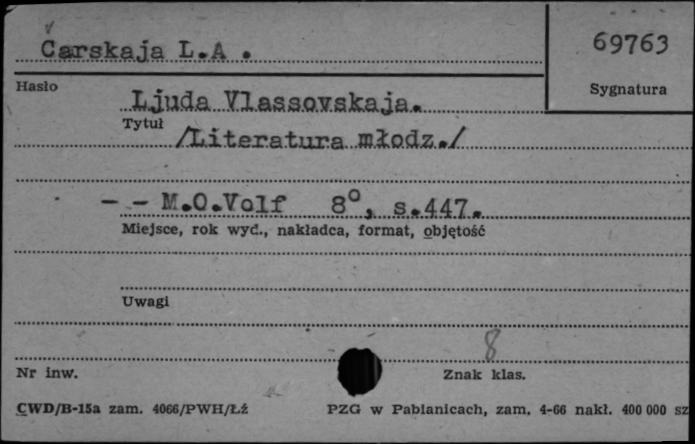 Čarskaja L.A.
69763
Hasło
Sygnatura
Ljuda Vlassovskaja.
Tytuł
/Literatura młodz./
- - M.O.Volf 8°, s.447.
Miejsce, rok wyd., nakładca, format, objętość
Uwagi
8
Nr inw.
Znak klas.
CWD/B-15a zam. 4066/PWH/Łź
PZG w Pabianicach, zam. 4-66 nakł. 400 000 sz